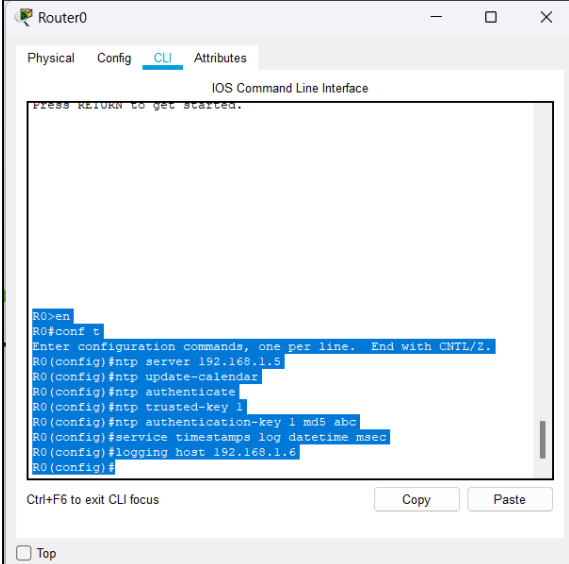 Router0
Physical Config CLI Attributes
IOS Command Line Interface
Press RETURN to get started.
R0>en
R0#conf t
Enter configuration commands, one per line.  End with CNTL/Z.
R0(config)#ntp server 192.168.1.5
R0(config)#ntp update-calendar
R0(config)#ntp authenticate
R0(config)#ntp trusted-key 1
R0(config)#ntp authentication-key 1 md5 abc
R0(config)#service timestamps log datetime msec
R0(config)#logging host 192.168.1.6
R0(config)#
Ctrl+F6 to exit CLI focus
Copy Paste
Top